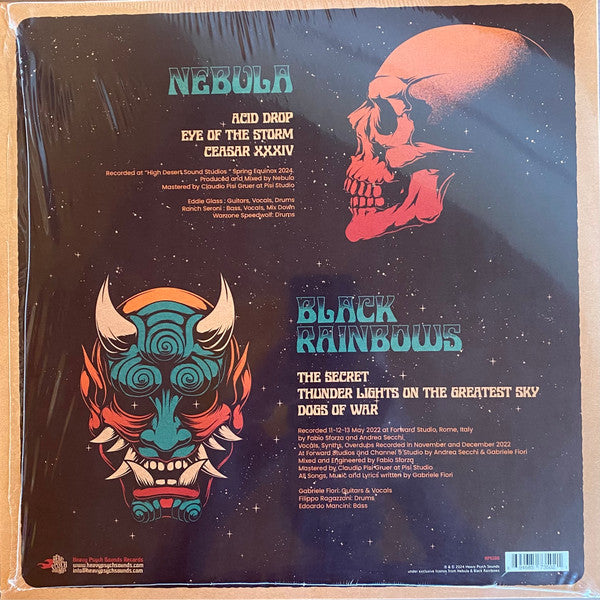 NEBULA
ACID DROP
EYE OF THE STORM
CEASAR XXXIV
Recorded at "High Desert Sound Studios" Spring Equinox 2024
Produced and Mixed by Nebula
Mastered by Claudio Pisi Gruer at Pisi Studio
Eddie Glass : Guitars, Vocals, Drums
Ranch Seroni : Bass, Vocals, Mix Down
Warzone Speedwolf: Drums
BLACK
RAINBOWS
THE SECRET
THUNDER LIGHTS ON THE GREATEST SKY
DOGS OF WAR
Recorded 11-12-13 May 2022 at Forward Studio, Rome, Italy
by Fabio Sforza and Andrea Secchi
Vocals, Synths, Overdubs Recorded in November and December 2022
At Forward Studios and Channel 5 Studio by Andrea Secchi & Gabriele Fiori
Mixed and Engineered by Fabio Sforza
Mastered by Claudio Pisi Gruer at Pisi Studio
All Songs, Music and Lyrics written by Gabriele Fiori
Gabriele Fiori: Guitars & Vocals
Filippo Ragazzoni: Drums
Edoardo Mancini: Bass
Heavy Psych Sounds Records
www.heavypsychsounds.com
info@heavypsychsounds.com
℗ & © 2024 Heavy Psych Sounds
under exclusive license from Nebula & Black Rainbows